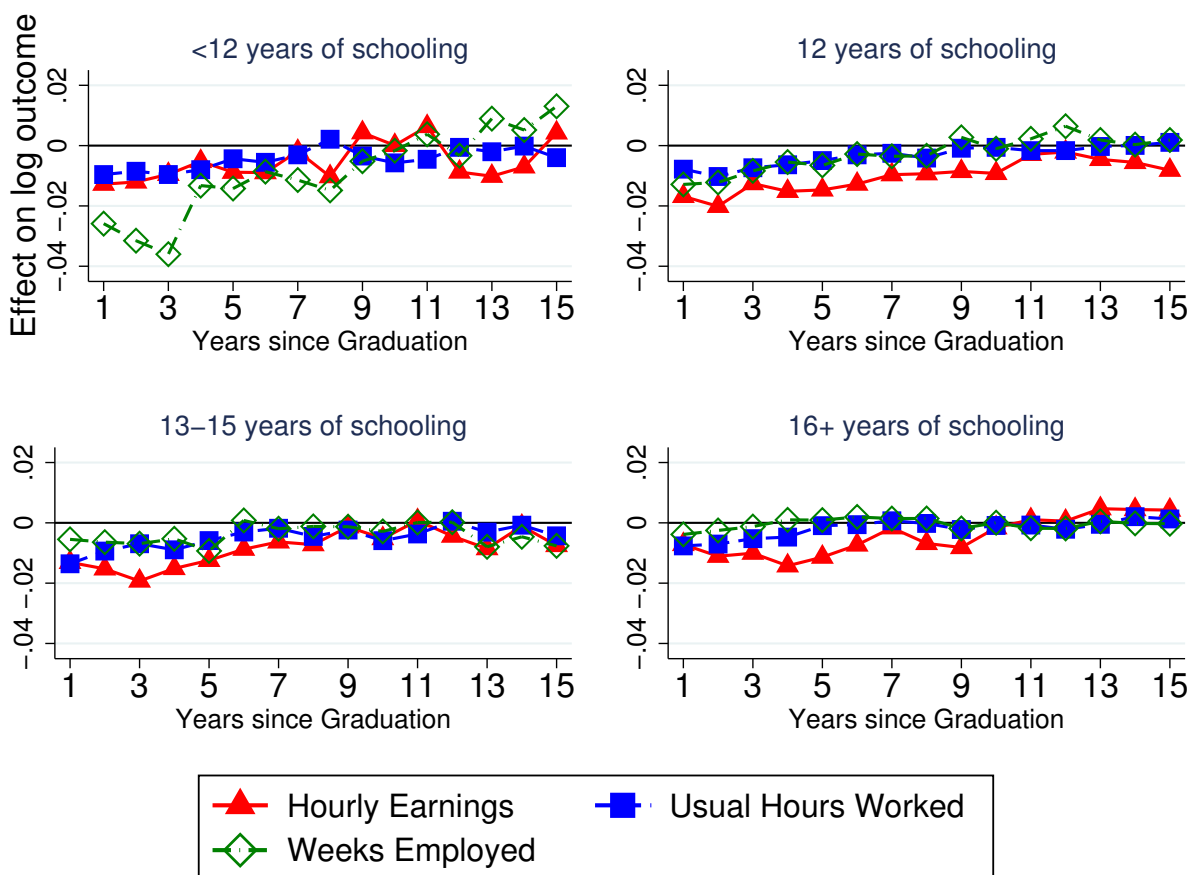 Effect on log outcome
<12 years of schooling
.02
0
-.02
-.04
1 3 5 7 9 11 13 15
Years since Graduation
12 years of schooling
.02
0
-.02
-.04
1 3 5 7 9 11 13 15
Years since Graduation
13–15 years of schooling
.02
0
-.02
-.04
1 3 5 7 9 11 13 15
Years since Graduation
16+ years of schooling
.02
0
-.02
-.04
1 3 5 7 9 11 13 15
Years since Graduation
Hourly Earnings
Usual Hours Worked
Weeks Employed